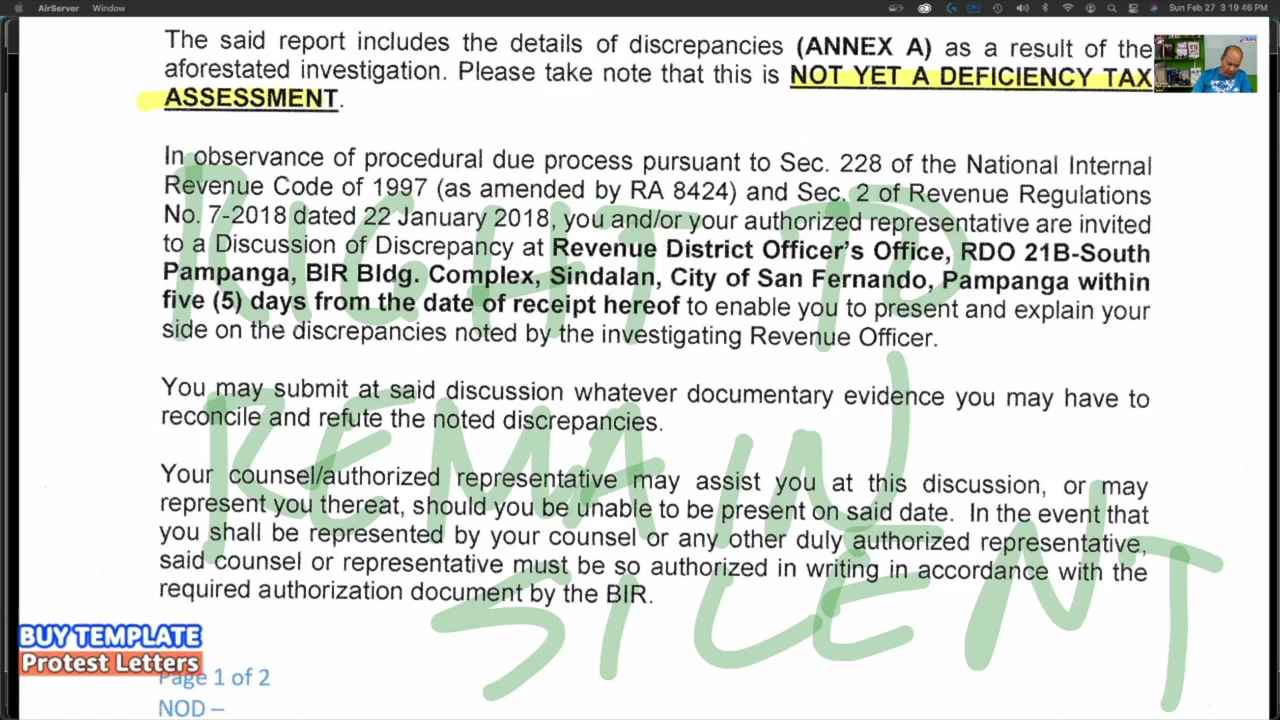 AirServer Window Sun Feb 27 3 19 46 PM
The said report includes the details of discrepancies (ANNEX A) as a result of the
aforestated investigation. Please take note that this is NOT YET A DEFICIENCY TAX
ASSESSMENT.
In observance of procedural due process pursuant to Sec. 228 of the National Internal
Revenue Code of 1997 (as amended by RA 8424) and Sec. 2 of Revenue Regulations
No. 7-2018 dated 22 January 2018, you and/or your authorized representative are invited
to a Discussion of Discrepancy at Revenue District Officer's Office, RDO 21B-South
Pampanga, BIR Bldg. Complex, Sindalan, City of San Fernando, Pampanga within
five (5) days from the date of receipt hereof to enable you to present and explain your
side on the discrepancies noted by the investigating Revenue Officer.
You may submit at said discussion whatever documentary evidence you may have to
reconcile and refute the noted discrepancies.
Your counsel/authorized representative may assist you at this discussion, or may
represent you thereat, should you be unable to be present on said date. In the event that
you shall be represented by your counsel or any other duly authorized representative,
said counsel or representative must be so authorized in writing in accordance with the
required authorization document by the BIR.
RIGHT TO
REMAIN
SILENT
BUY TEMPLATE
Protest Letters
Page 1 of 2
NOD –